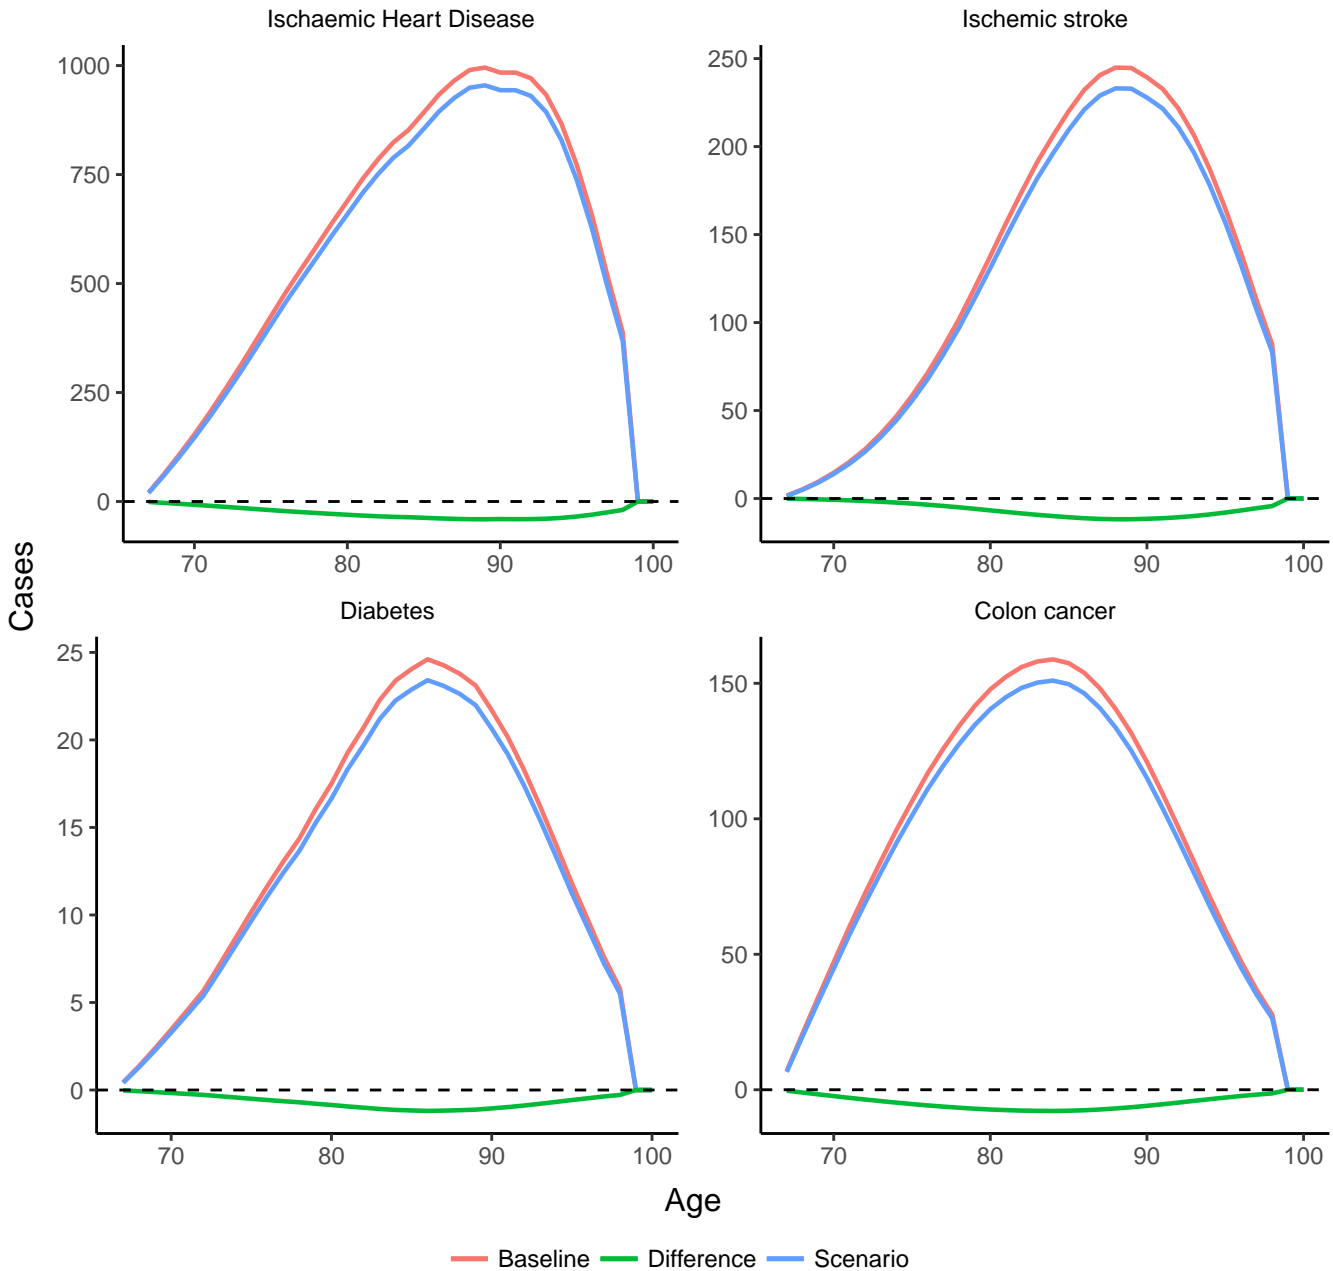 Ischaemic Heart Disease
Ischemic stroke
1000
750
500
250
0
70 80 90 100
250
200
150
100
50
0
70 80 90 100
Cases
Diabetes
Colon cancer
25
20
15
10
5
0
70 80 90 100
150
100
50
0
70 80 90 100
Age
Baseline Difference Scenario